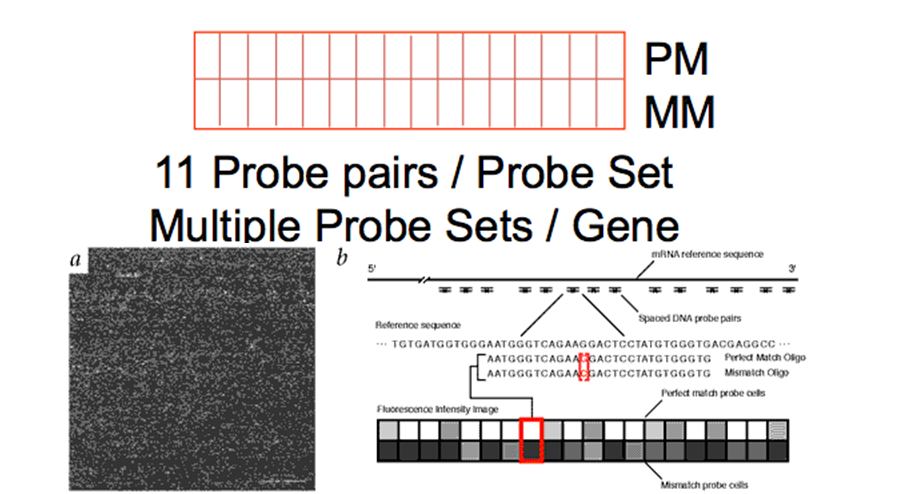 PM
MM
11 Probe pairs / Probe Set
Multiple Probe Sets / Gene
a
b
mRNA reference sequence
5'
3'
Spaced DNA probe pairs
Reference sequence
··· TGTGATGGTGGGAATGGGTCAGAAGGACTCCTATGTGGGTGACGAGGCC ···
AATGGGTCAGAAGGACTCCTATGTGGGTG Perfect Match Oligo
AATGGGTCAGAACGACTCCTATGTGGGTG Mismatch Oligo
Perfect match probe cells
Fluorescence Intensity Image
Mismatch probe cells